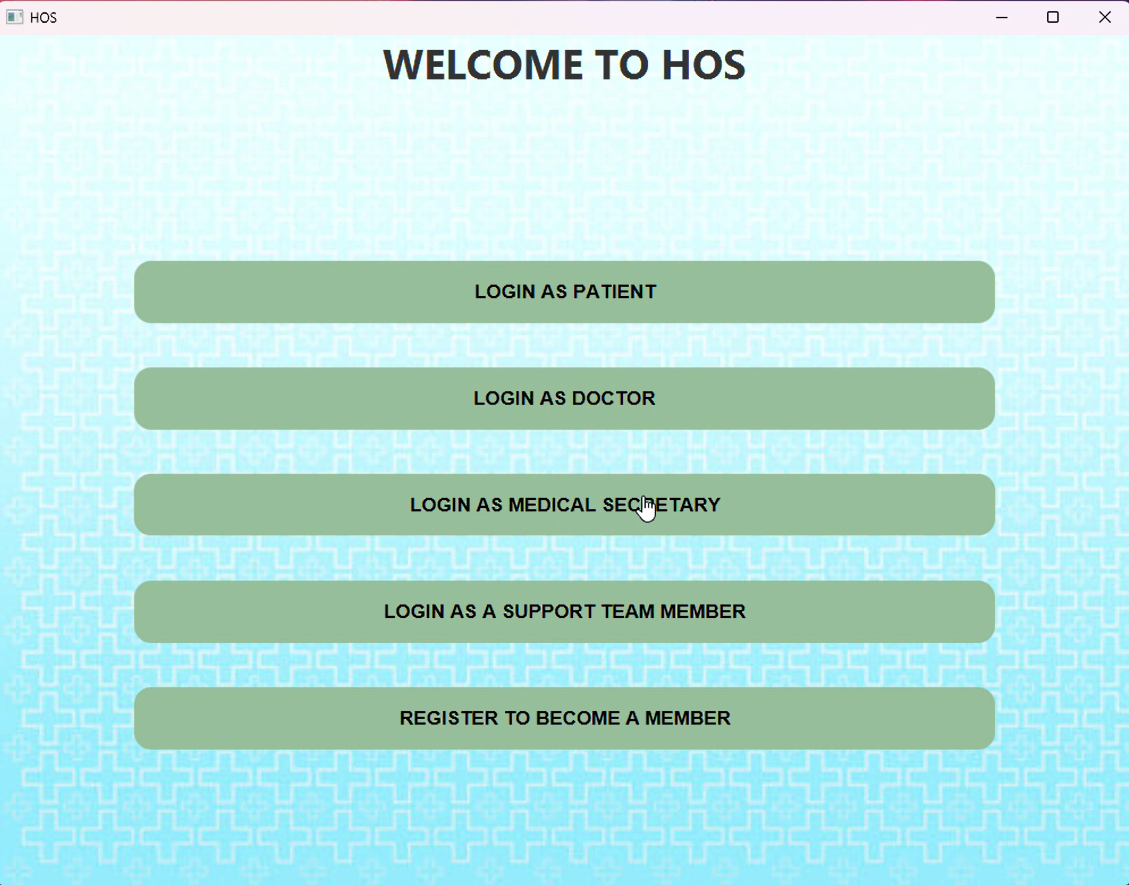 HOS
WELCOME TO HOS
LOGIN AS PATIENT
LOGIN AS DOCTOR
LOGIN AS MEDICAL SECRETARY
LOGIN AS A SUPPORT TEAM MEMBER
REGISTER TO BECOME A MEMBER